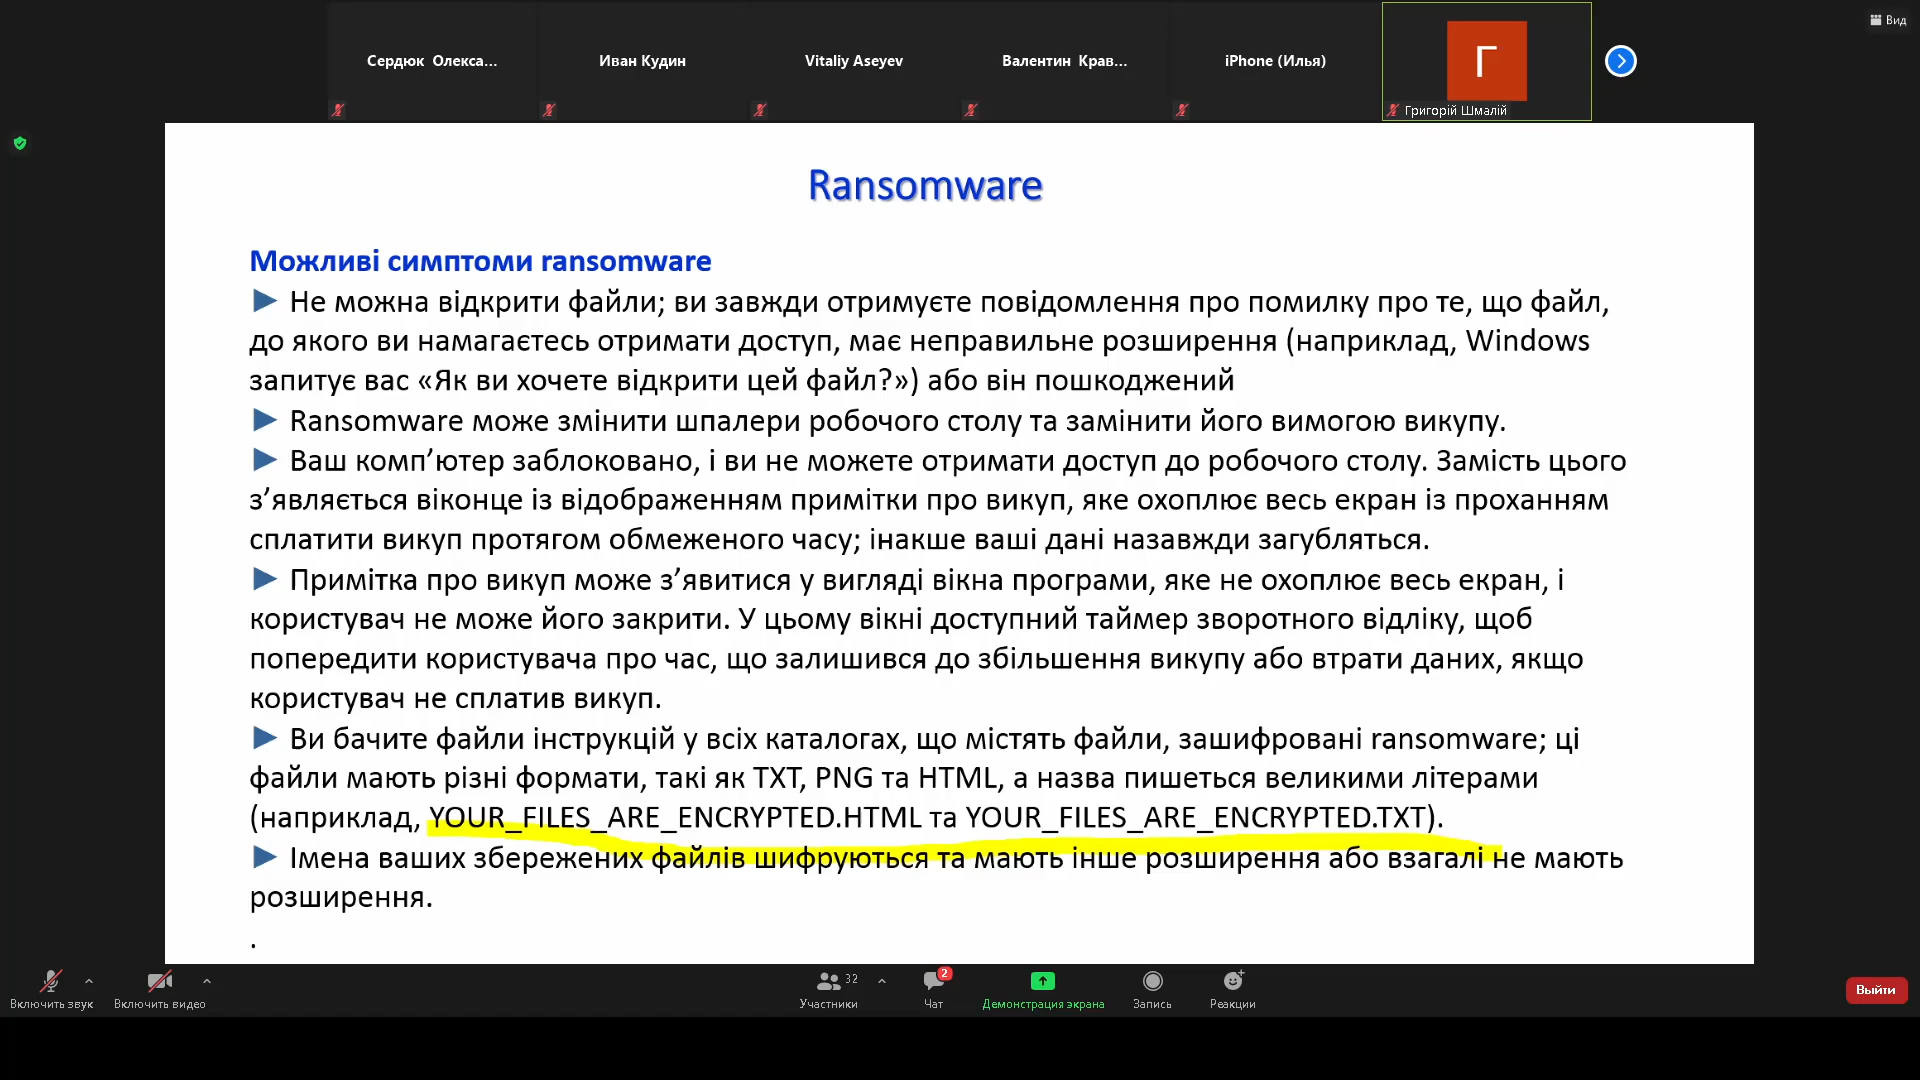 Вид
Сердюк Олекса...
Иван Кудин
Vitaliy Aseyev
Валентин Крав...
iPhone (Илья)
Г
Григорій Шмалій
Ransomware
Можливі симптоми ransomware
► Не можна відкрити файли; ви завжди отримуєте повідомлення про помилку про те, що файл,
до якого ви намагаєтесь отримати доступ, має неправильне розширення (наприклад, Windows
запитує вас «Як ви хочете відкрити цей файл?») або він пошкоджений
► Ransomware може змінити шпалери робочого столу та замінити його вимогою викупу.
► Ваш комп’ютер заблоковано, і ви не можете отримати доступ до робочого столу. Замість цього
з’являється віконце із відображенням примітки про викуп, яке охоплює весь екран із проханням
сплатити викуп протягом обмеженого часу; інакше ваші дані назавжди загубляться.
► Примітка про викуп може з’явитися у вигляді вікна програми, яке не охоплює весь екран, і
користувач не може його закрити. У цьому вікні доступний таймер зворотного відліку, щоб
попередити користувача про час, що залишився до збільшення викупу або втрати даних, якщо
користувач не сплатив викуп.
► Ви бачите файли інструкцій у всіх каталогах, що містять файли, зашифровані ransomware; ці
файли мають різні формати, такі як TXT, PNG та HTML, а назва пишеться великими літерами
(наприклад, YOUR_FILES_ARE_ENCRYPTED.HTML та YOUR_FILES_ARE_ENCRYPTED.TXT).
► Імена ваших збережених файлів шифруються та мають інше розширення або взагалі не мають
розширення.
.
Включить звук
Включить видео
32
Участники
2
Чат
Демонстрация экрана
Запись
Реакции
Выйти